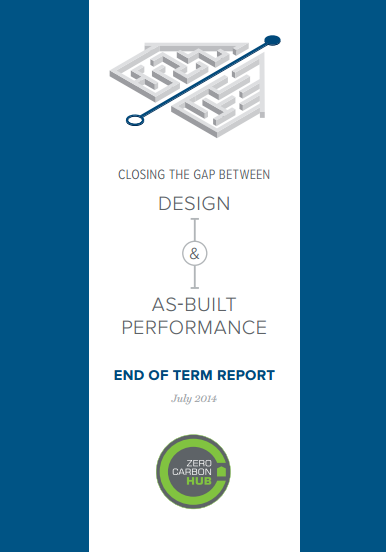 CLOSING THE GAP BETWEEN
DESIGN
&
AS-BUILT
PERFORMANCE
END OF TERM REPORT
July 2014
ZERO
CARBON
HUB